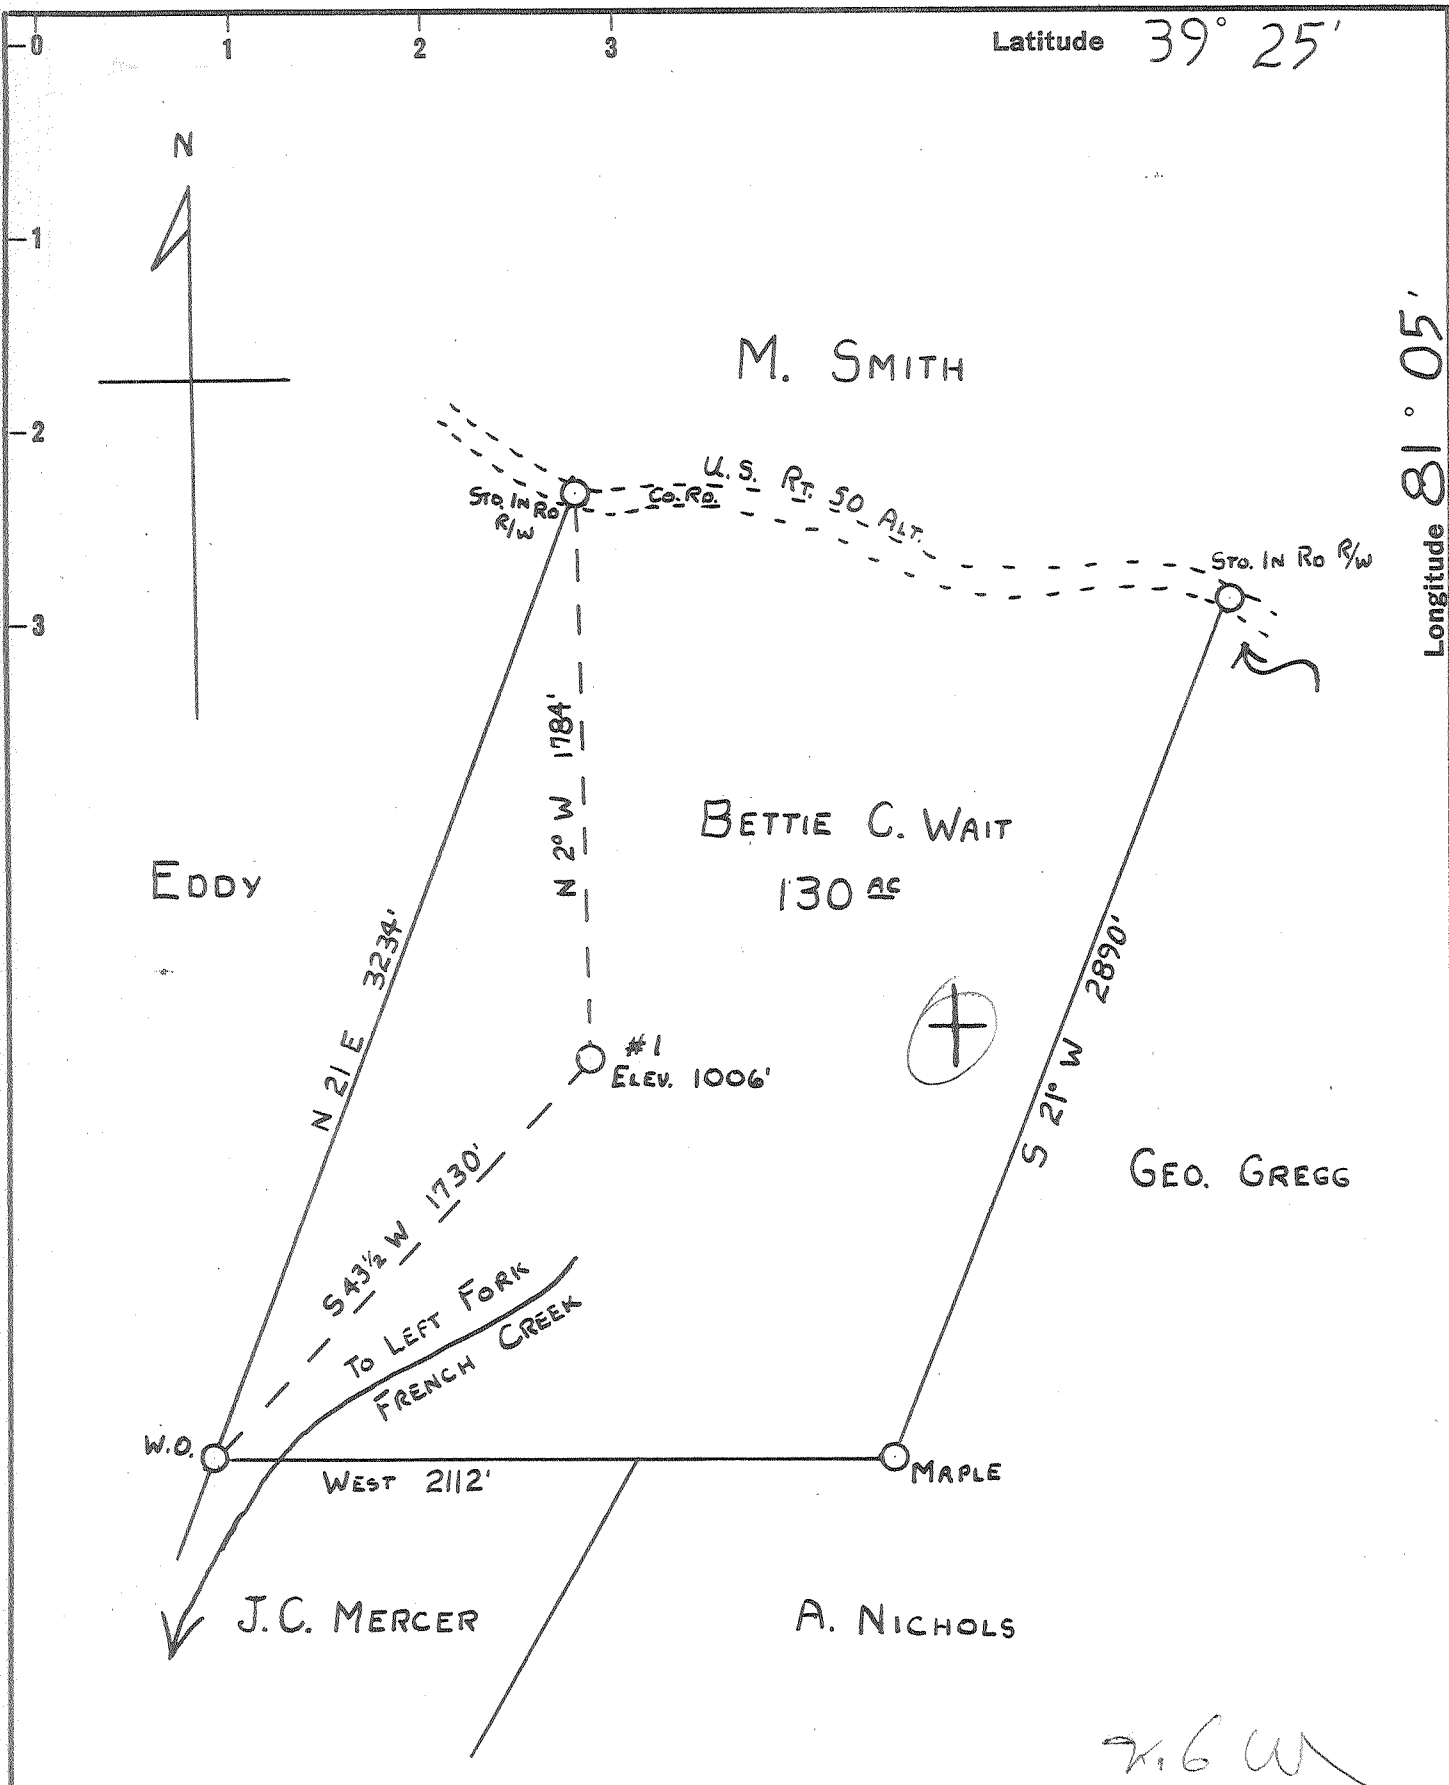 0 1 2 3 Latitude 39° 25'
N
1
Longitude 81° 05'
M. SMITH
2
U.S. RT. 50 ALT.
CO. RD.
STO. IN RD
R/W
STO. IN RD R/W
3
N 2° W 1784'
BETTIE C. WAIT
130 AC
EDDY
N 21 E 3234'
S 21° W 2890'
#1
ELEV. 1006'
GEO. GREGG
S 43½ W 1730'
TO LEFT FORK
FRENCH CREEK
W.O.
WEST 2112'
MAPLE
J.C. MERCER
A. NICHOLS